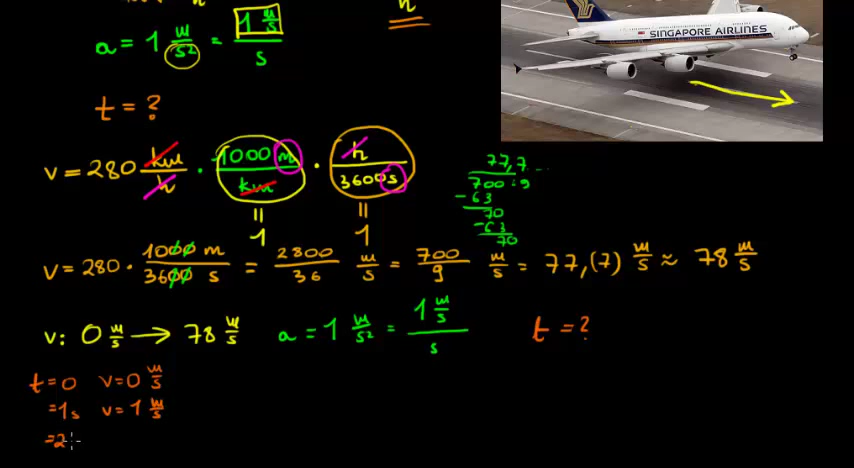 SINGAPORE AIRLINES
a = 1 m/s² = 1 m/s / s
t = ?
v = 280 km/h · 1000 m/km · h/3600 s
= 1 = 1
77,7...
700 : 9
-63
70
-63
70
v = 280 · 1000 m / 3600 s = 2800/36 m/s = 700/9 m/s = 77,(7) m/s ≈ 78 m/s
v: 0 m/s → 78 m/s a = 1 m/s² = 1 m/s / s t = ?
t = 0 v = 0 m/s
= 1s v = 1 m/s
= 2